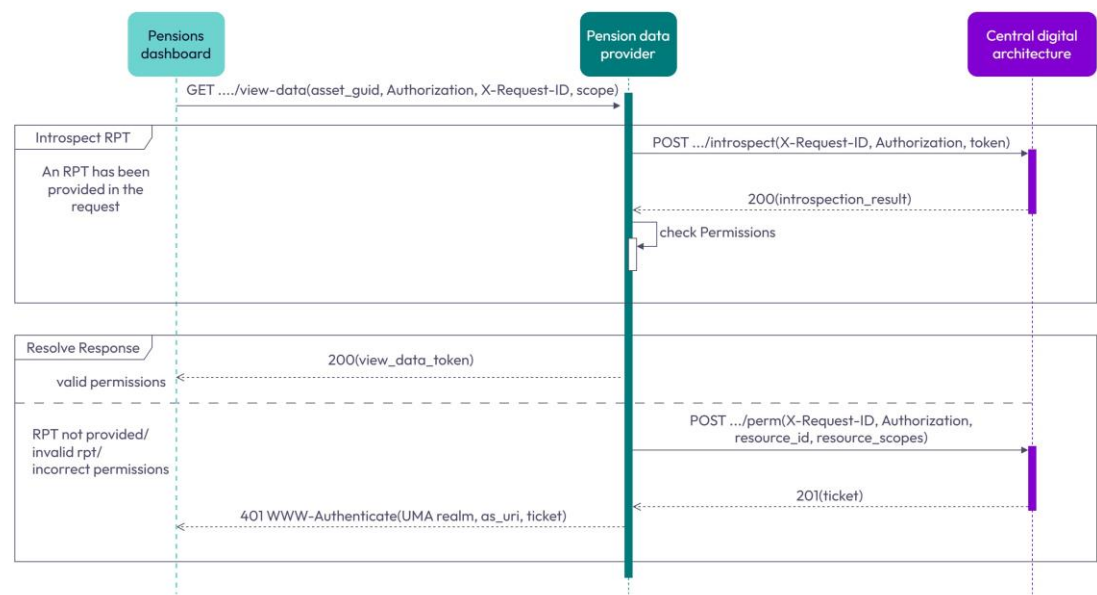 Pensions
dashboard
Pension data
provider
Central digital
architecture
GET ..../view-data(asset_guid, Authorization, X-Request-ID, scope)
Introspect RPT
An RPT has been
provided in the
request
POST .../introspect(X-Request-ID, Authorization, token)
200(introspection_result)
check Permissions
Resolve Response
200(view_data_token)
valid permissions
RPT not provided/
invalid rpt/
incorrect permissions
POST .../perm(X-Request-ID, Authorization,
resource_id, resource_scopes)
201(ticket)
401 WWW-Authenticate(UMA realm, as_uri, ticket)